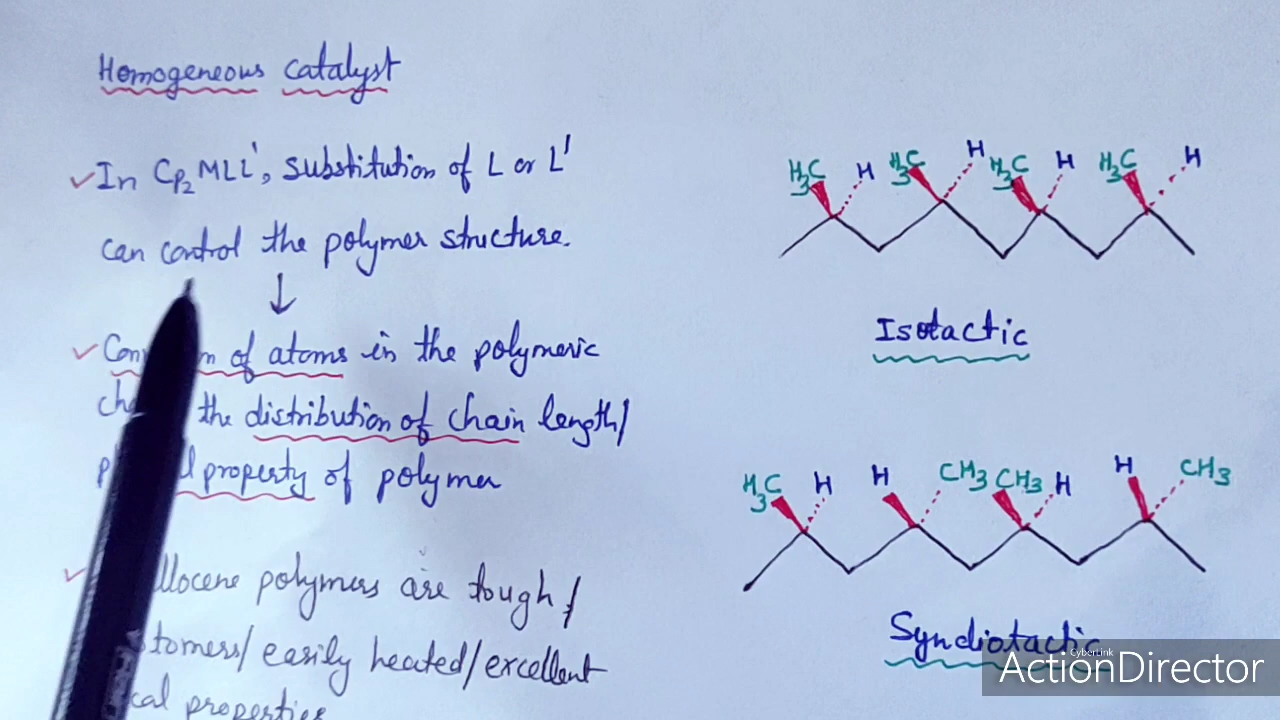 Homogeneous catalyst
In Cp₂MLL', substitution of L or L'
can control the polymer structure.
↓
of atoms in the polymeric
the distribution of chain length/
property of polymer
polymers are tough /
easily heated/excellent
properties
H₃C H H₃C H H₃C H H₃C H
Isotactic
H₃C H H CH₃ CH₃ H H CH₃
Syndiotactic
CyberLink
ActionDirector